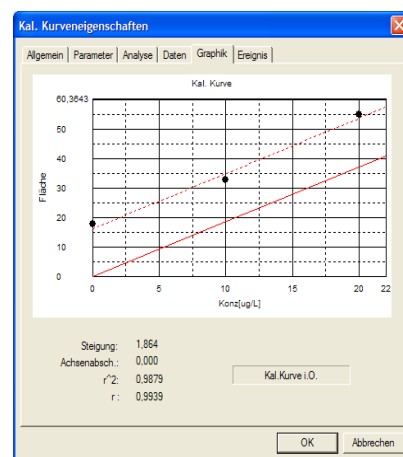 Kal. Kurveneigenschaften
Allgemein Parameter Analyse Daten Graphik Ereignis
Kal. Kurve
60,3643
50
40
30
20
10
0
Fläche
0 5 10 15 20 22
Konz[ug/L]
Steigung: 1,864
Achsenabsch.: 0,000
r^2: 0,9879
r : 0,9939
Kal.Kurve i.O.
OK Abbrechen